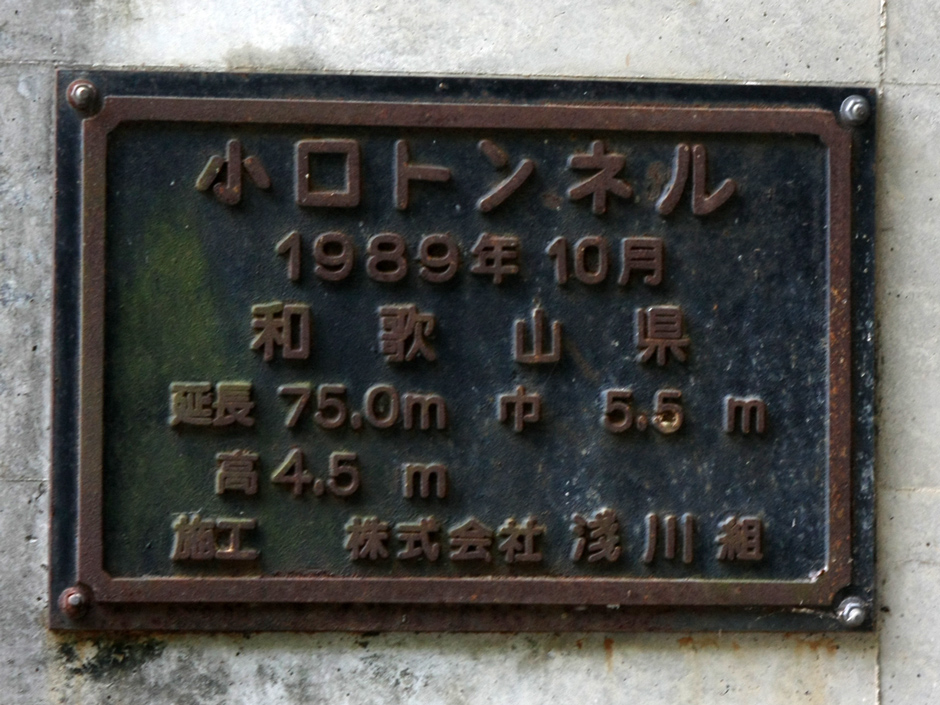 小口トンネル
1989年10月
和歌山県
延長 75.0m 巾 5.5 m
高 4.5 m
施工 株式会社 淺川組